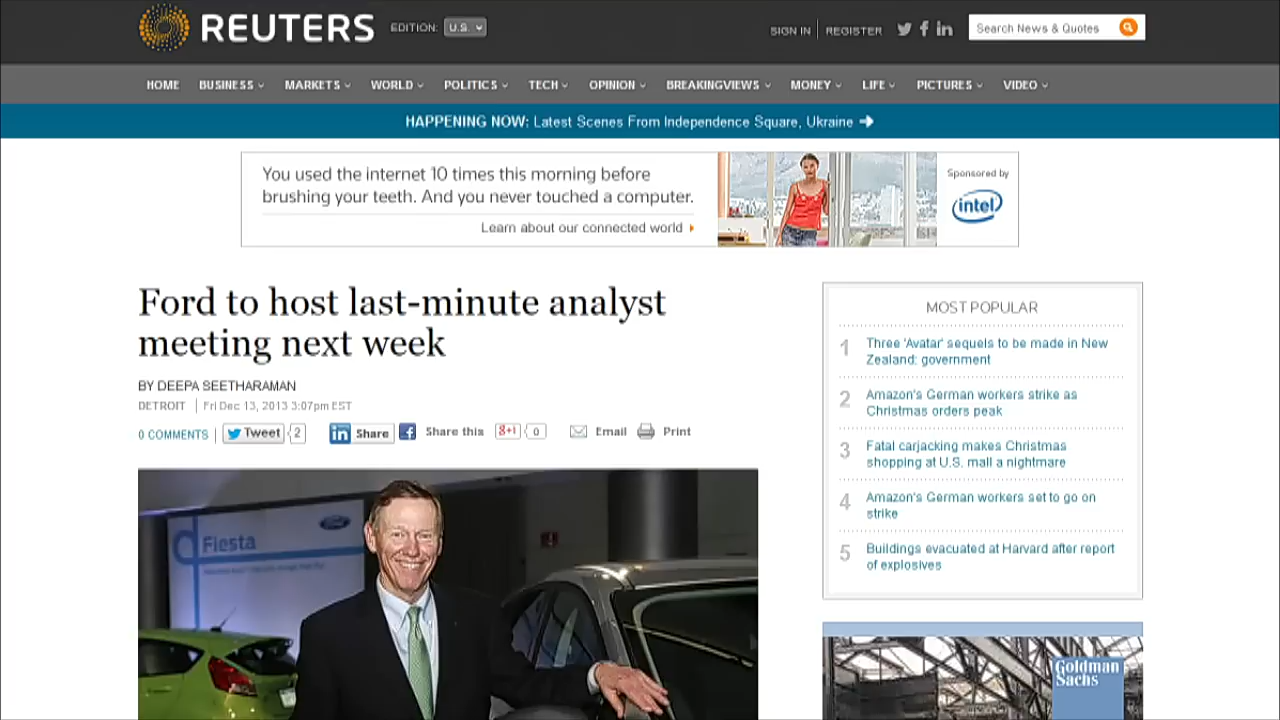 REUTERS
EDITION: U.S.
SIGN IN
REGISTER
Search News & Quotes
HOME
BUSINESS
MARKETS
WORLD
POLITICS
TECH
OPINION
BREAKINGVIEWS
MONEY
LIFE
PICTURES
VIDEO
HAPPENING NOW: Latest Scenes From Independence Square, Ukraine
You used the internet 10 times this morning before
brushing your teeth. And you never touched a computer.
Learn about our connected world
Sponsored by
intel
Ford to host last-minute analyst
meeting next week
BY DEEPA SEETHARAMAN
DETROIT | Fri Dec 13, 2013 3:07pm EST
0 COMMENTS
Tweet
2
in Share
Share this
g+1
0
Email
Print
Ford
Fiesta
MOST POPULAR
1 Three 'Avatar' sequels to be made in New
Zealand: government
2 Amazon's German workers strike as
Christmas orders peak
3 Fatal carjacking makes Christmas
shopping at U.S. mall a nightmare
4 Amazon's German workers set to go on
strike
5 Buildings evacuated at Harvard after report
of explosives
Goldman
Sachs